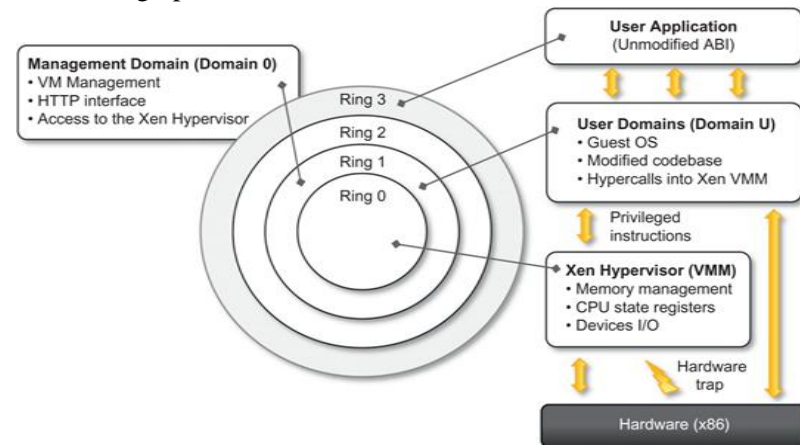 User Application
(Unmodified ABI)
Management Domain (Domain 0)
• VM Management
• HTTP interface
• Access to the Xen Hypervisor
Ring 3
Ring 2
Ring 1
Ring 0
User Domains (Domain U)
• Guest OS
• Modified codebase
• Hypercalls into Xen VMM
Privileged
instructions
Xen Hypervisor (VMM)
• Memory management
• CPU state registers
• Devices I/O
Hardware
trap
Hardware (x86)